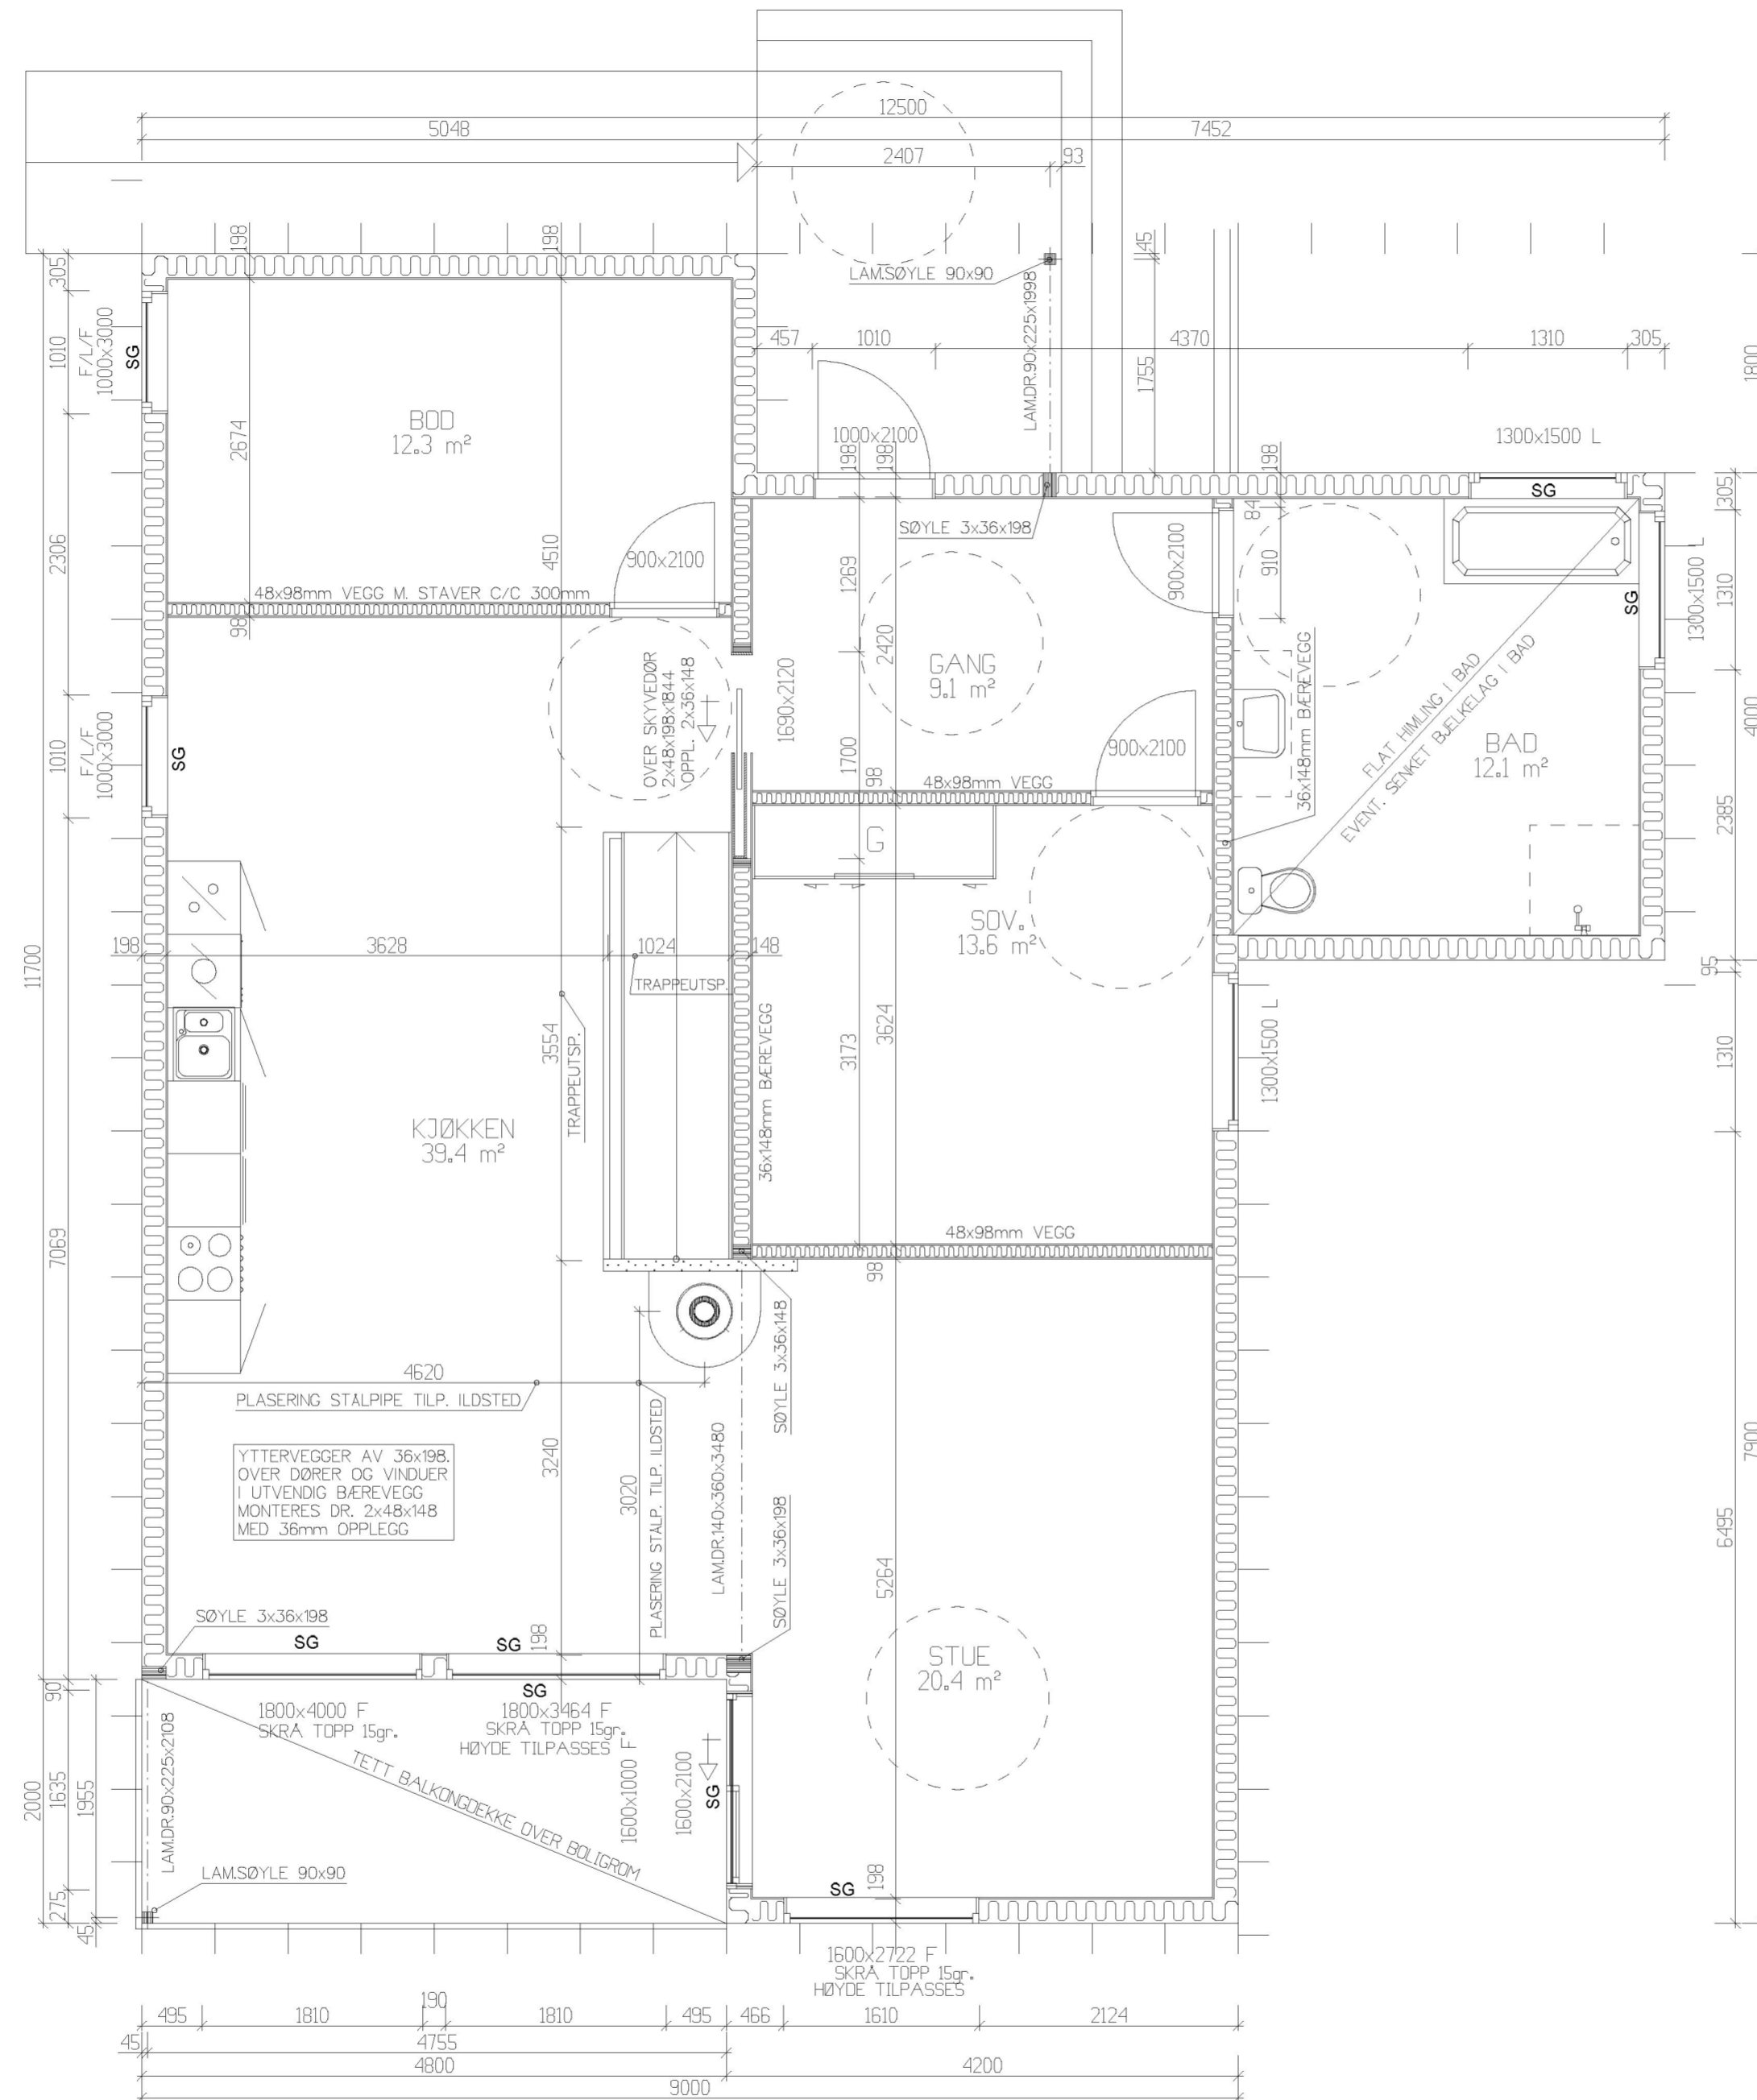 12500
5048
7452
2407
93
198
198
45
305
LAM.SØYLE 90x90
LAM.DR.90x225x1998
1010
F/L/F
1000x3000
SG
457
1010
4370
1310
305
1755
1800
BOD
12.3 m²
2674
1000x2100
198
198
198
1300x1500 L
SG
305
SØYLE 3x36x198
84
910
900x2100
900x2100
2306
4510
1269
48x98mm VEGG M. STAVER C/C 300mm
98
2420
GANG
9.1 m²
SG
1310
1300x1500 L
OVER SKYVEDØR
2x48x198x1844
OPPL. 2x36x148
1690x2120
1700
98
900x2100
48x98mm VEGG
36x148mm BÆREVEGG
FLAT HIMLING I BAD
EVENT. SENKET BJELKELAG I BAD
BAD
12.1 m²
4000
2385
1010
F/L/F
1000x3000
SG
G
SOV.
13.6 m²
11700
198
3628
1024
148
TRAPPEUTSP.
95
3554
TRAPPEUTSP.
36x148mm BÆREVEGG
3173
3624
1300x1500 L
1310
KJØKKEN
39.4 m²
7069
48x98mm VEGG
98
4620
PLASERING STÅLPIPE TILP. ILDSTED
SØYLE 3x36x148
3240
3020
PLASERING STÅLP. TILP. ILDSTED
LAM.DR.140x360x3480
SØYLE 3x36x198
YTTERVEGGER AV 36x198.
OVER DØRER OG VINDUER
I UTVENDIG BÆREVEGG
MONTERES DR. 2x48x148
MED 36mm OPPLEGG
7900
6495
5264
SØYLE 3x36x198
SG
SG
198
STUE
20.4 m²
90
SG
1800x4000 F
SKRÅ TOPP 15gr.
1800x3464 F
SKRÅ TOPP 15gr.
HØYDE TILPASSES
1600x1000 F
1600x2100
SG
LAM.DR.90x225x2108
TETT BALKONGDEKKE OVER BOLIGROM
2000
1635
1955
LAM.SØYLE 90x90
275
45
SG
198
1600x2722 F
SKRÅ TOPP 15gr.
HØYDE TILPASSES
495
1810
190
1810
495
466
1610
2124
45
4755
4800
4200
9000